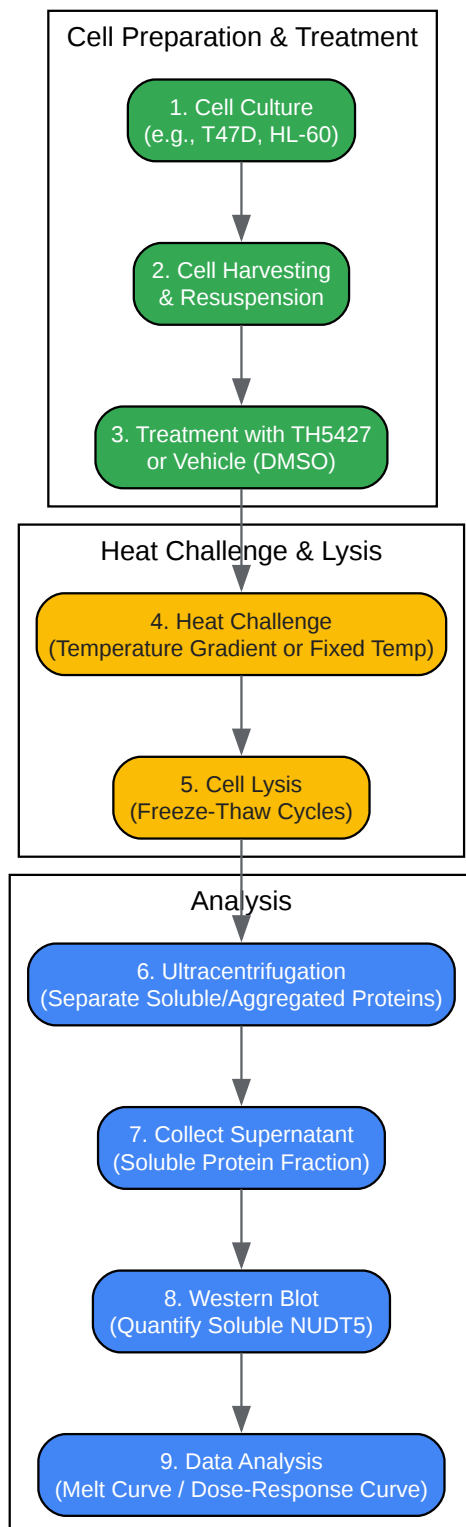 Cell Preparation & Treatment
1. Cell Culture
(e.g., T47D, HL-60)
2. Cell Harvesting
& Resuspension
3. Treatment with TH5427
or Vehicle (DMSO)
Heat Challenge & Lysis
4. Heat Challenge
(Temperature Gradient or Fixed Temp)
5. Cell Lysis
(Freeze-Thaw Cycles)
Analysis
6. Ultracentrifugation
(Separate Soluble/Aggregated Proteins)
7. Collect Supernatant
(Soluble Protein Fraction)
8. Western Blot
(Quantify Soluble NUDT5)
9. Data Analysis
(Melt Curve / Dose-Response Curve)